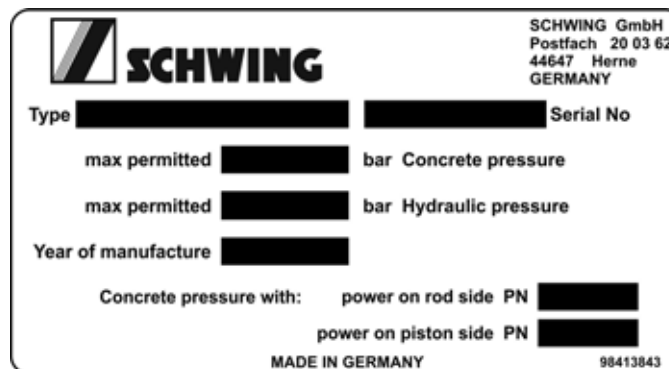 SCHWING
SCHWING GmbH
Postfach 20 03 62
44647 Herne
GERMANY
Type Serial No
max permitted bar Concrete pressure
max permitted bar Hydraulic pressure
Year of manufacture
Concrete pressure with: power on rod side PN
power on piston side PN
MADE IN GERMANY 98413843